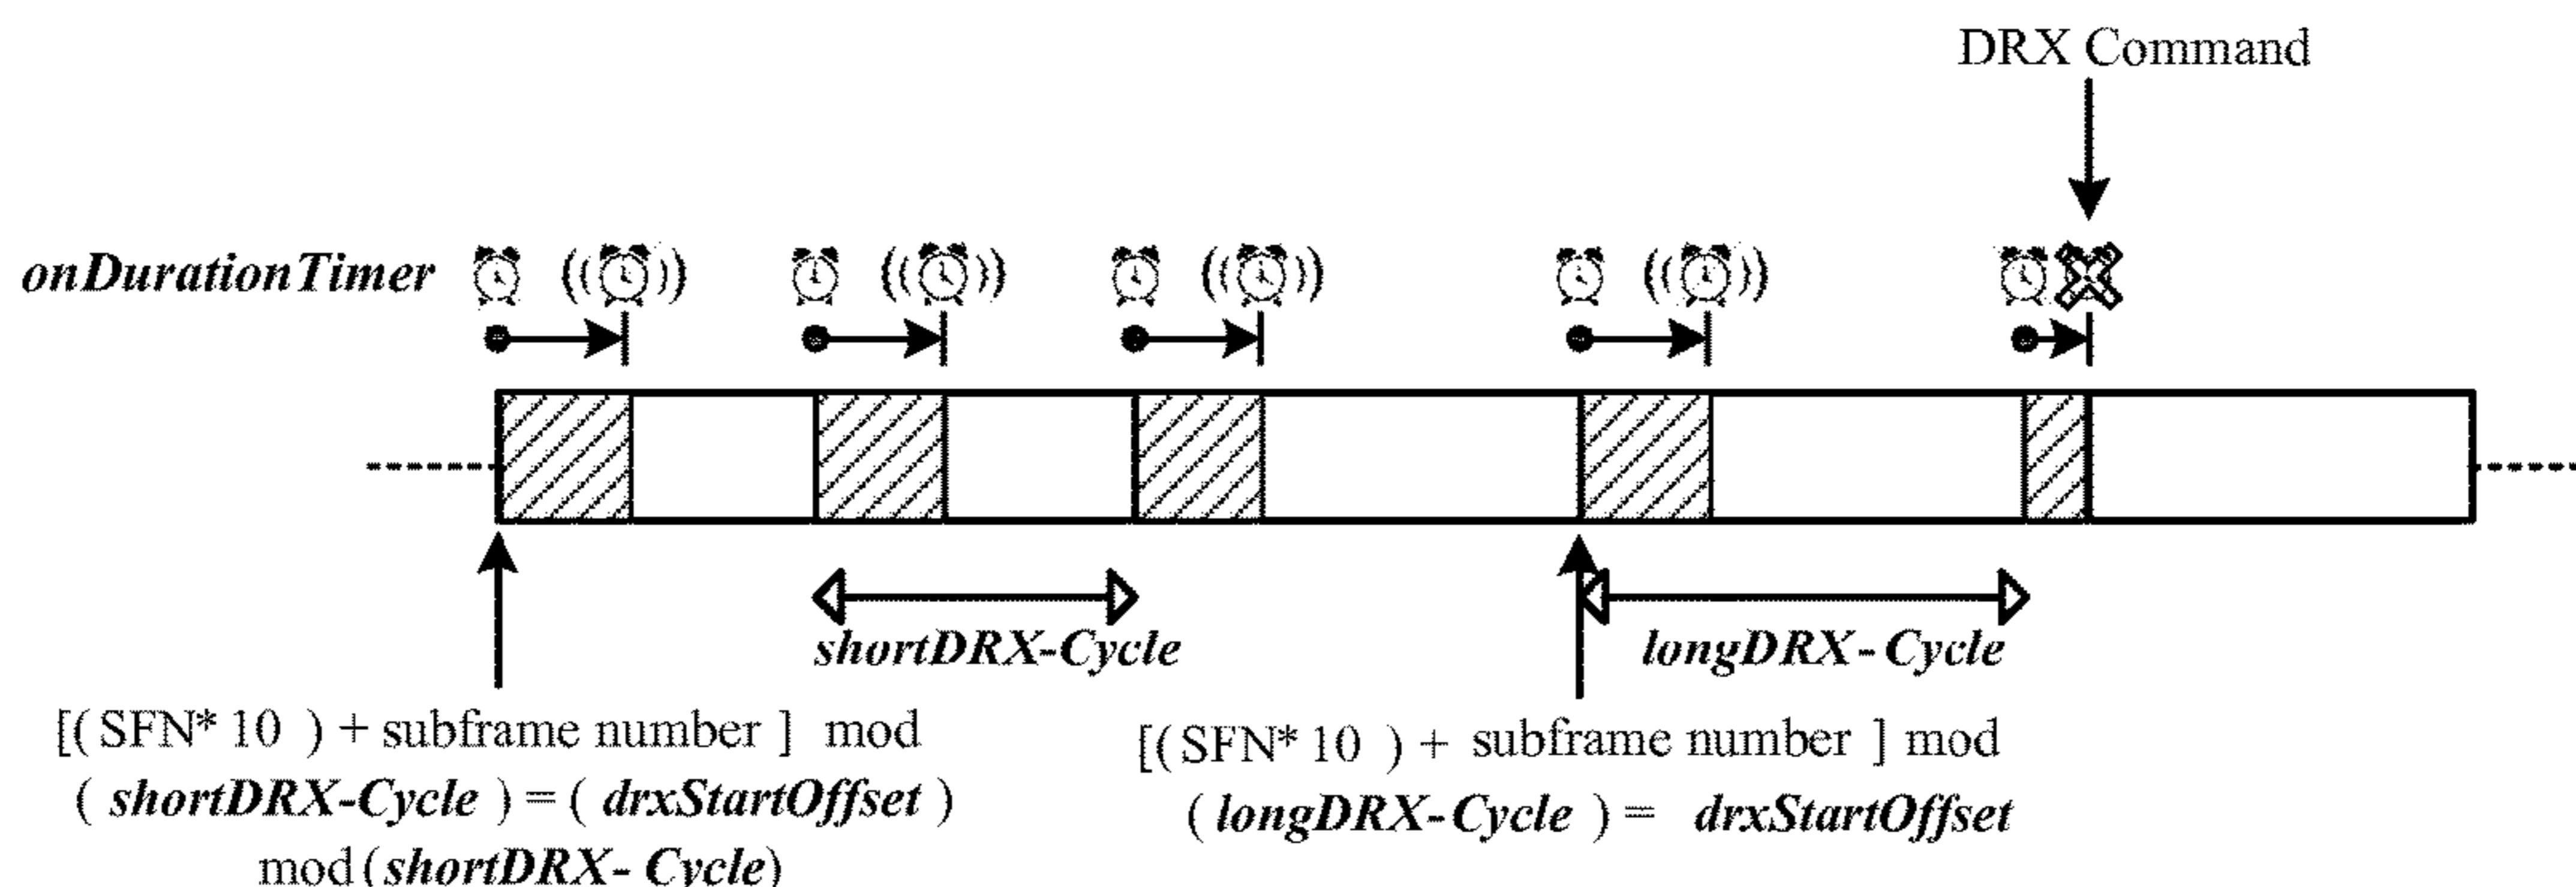 DRX Command
onDurationTimer
shortDRX-Cycle
longDRX-Cycle
[(SFN*10 ) + subframe number ] mod
( shortDRX-Cycle ) = ( drxStartOffset )
mod (shortDRX- Cycle)
[(SFN*10 ) + subframe number ] mod
( longDRX-Cycle ) = drxStartOffset